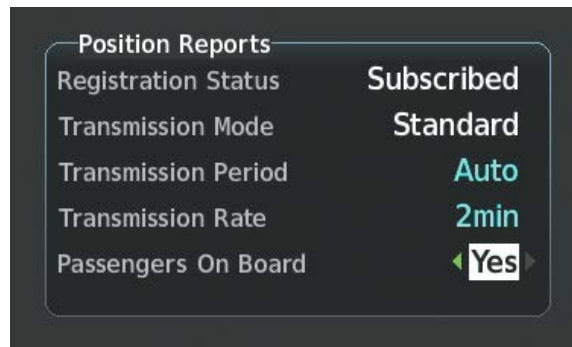 Position Reports
Registration Status Subscribed
Transmission Mode Standard
Transmission Period Auto
Transmission Rate 2min
Passengers On Board Yes